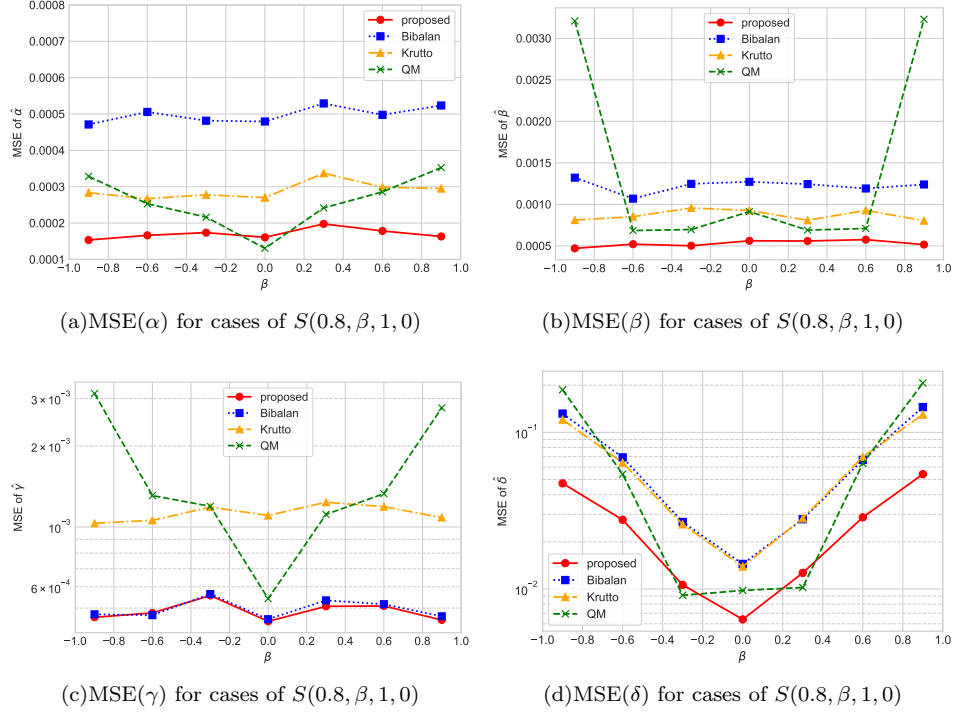 0.0008
0.0007
0.0006
0.0005
0.0004
0.0003
0.0002
0.0001
MSE of α̂
−1.0 −0.8 −0.6 −0.4 −0.2 0.0 0.2 0.4 0.6 0.8 1.0
β
proposed
Bibalan
Krutto
QM
(a)MSE(α) for cases of S(0.8, β, 1, 0)
0.0030
0.0025
0.0020
0.0015
0.0010
0.0005
MSE of β̂
−1.0 −0.8 −0.6 −0.4 −0.2 0.0 0.2 0.4 0.6 0.8 1.0
β
proposed
Bibalan
Krutto
QM
(b)MSE(β) for cases of S(0.8, β, 1, 0)
3 × 10⁻³
2 × 10⁻³
10⁻³
6 × 10⁻⁴
MSE of γ̂
−1.0 −0.8 −0.6 −0.4 −0.2 0.0 0.2 0.4 0.6 0.8 1.0
β
proposed
Bibalan
Krutto
QM
(c)MSE(γ) for cases of S(0.8, β, 1, 0)
10⁻¹
10⁻²
MSE of δ̂
−1.0 −0.8 −0.6 −0.4 −0.2 0.0 0.2 0.4 0.6 0.8 1.0
β
proposed
Bibalan
Krutto
QM
(d)MSE(δ) for cases of S(0.8, β, 1, 0)